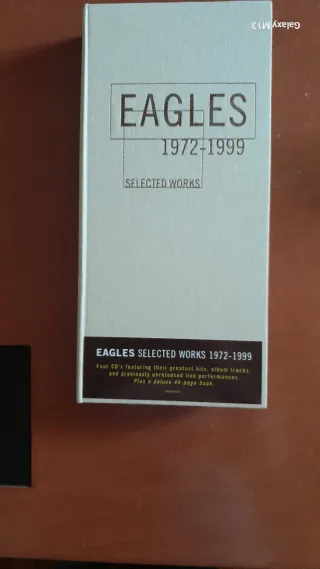 Galaxy M13
EAGLES
1972-1999
SELECTED WORKS
EAGLES SELECTED WORKS 1972-1999
Four CD's featuring their greatest hits, album tracks,
and previously unreleased live performances.
Plus a deluxe 44-page book.